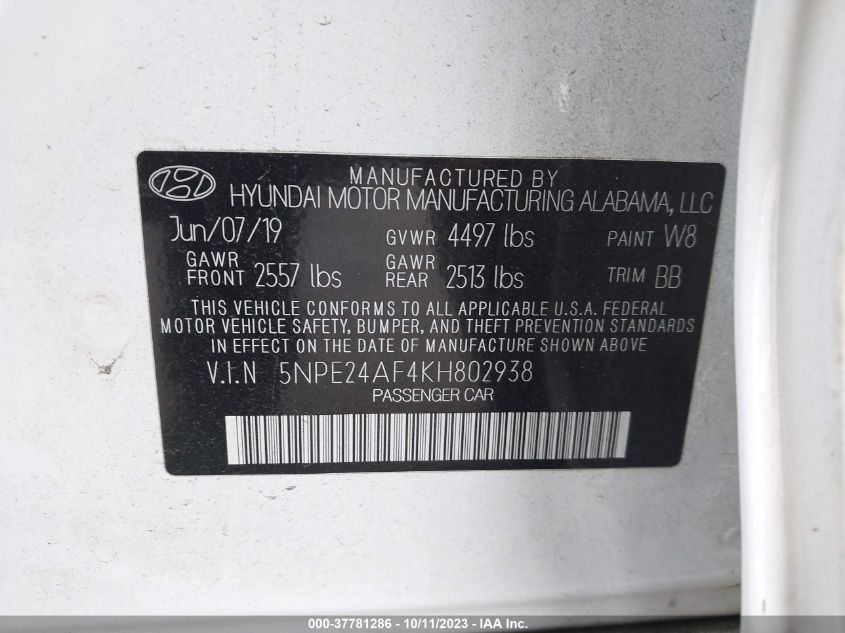 MANUFACTURED BY
HYUNDAI MOTOR MANUFACTURING ALABAMA, LLC
Jun/07/19 GVWR 4497 lbs PAINT W8
GAWR FRONT 2557 lbs GAWR REAR 2513 lbs TRIM BB
THIS VEHICLE CONFORMS TO ALL APPLICABLE U.S.A. FEDERAL
MOTOR VEHICLE SAFETY, BUMPER, AND THEFT PREVENTION STANDARDS
IN EFFECT ON THE DATE OF MANUFACTURE SHOWN ABOVE
V.I.N 5NPE24AF4KH802938
PASSENGER CAR
000-37781286 - 10/11/2023 - IAA Inc.